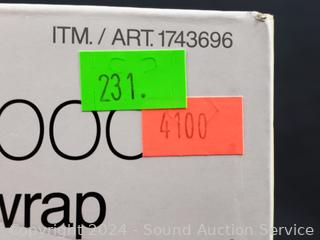 ITM. / ART. 1743696
231.
000
4100
wrap
Copyright 2024 - Sound Auction Service